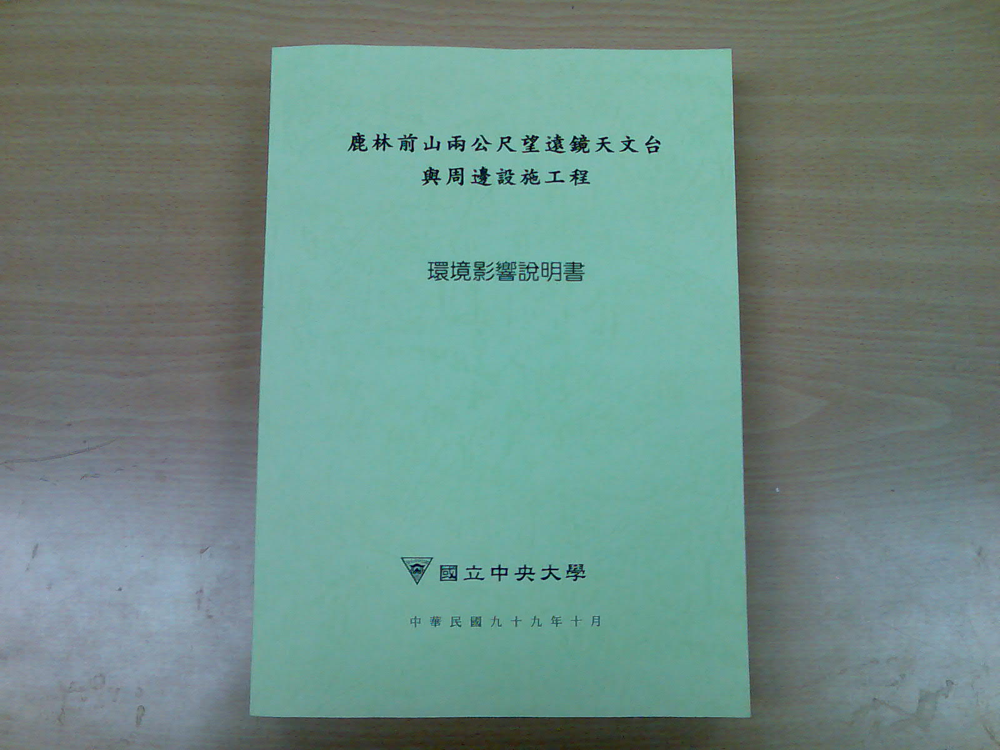 鹿林前山兩公尺望遠鏡天文台
與周邊設施工程
環境影響說明書
國立中央大學
中華民國九十九年十月